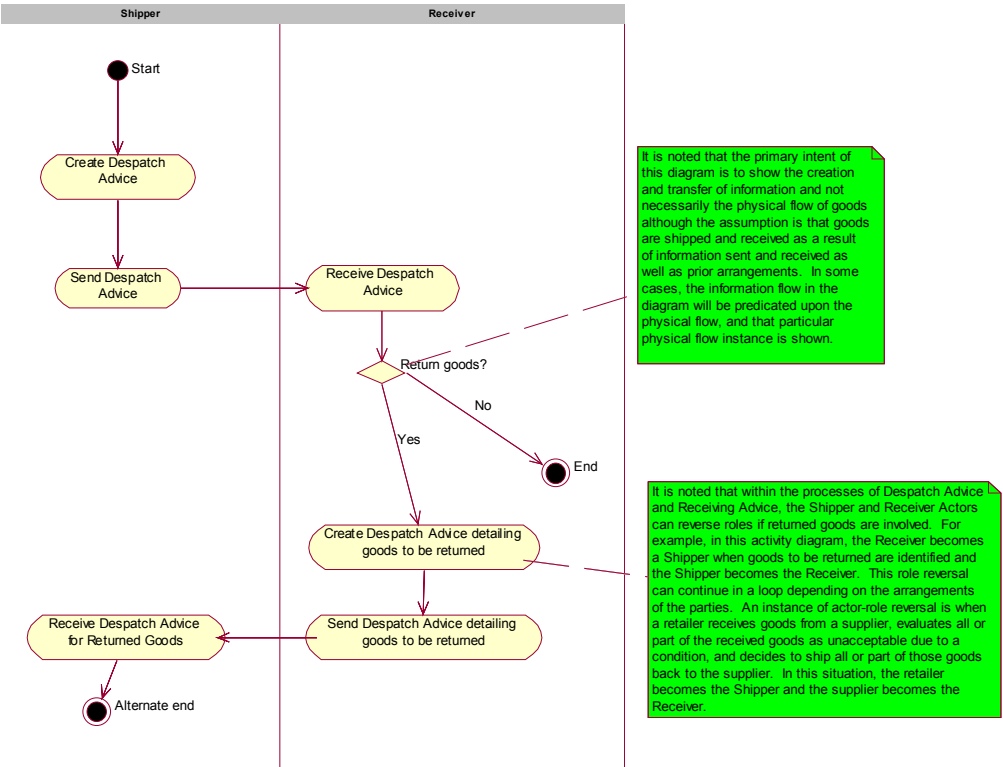 Shipper
Receiver
Start
Create Despatch
Advice
Send Despatch
Advice
Receive Despatch
Advice
Return goods?
No
Yes
End
Create Despatch Advice detailing
goods to be returned
Send Despatch Advice detailing
goods to be returned
Receive Despatch Advice
for Returned Goods
Alternate end
It is noted that the primary intent of
this diagram is to show the creation
and transfer of information and not
necessarily the physical flow of goods
although the assumption is that goods
are shipped and received as a result
of information sent and received as
well as prior arrangements. In some
cases, the information flow in the
diagram will be predicated upon the
physical flow, and that particular
physical flow instance is shown.
It is noted that within the processes of Despatch Advice
and Receiving Advice, the Shipper and Receiver Actors
can reverse roles if returned goods are involved. For
example, in this activity diagram, the Receiver becomes
a Shipper when goods to be returned are identified and
the Shipper becomes the Receiver. This role reversal
can continue in a loop depending on the arrangements
of the parties. An instance of actor-role reversal is when
a retailer receives goods from a supplier, evaluates all or
part of the received goods as unacceptable due to a
condition, and decides to ship all or part of those goods
back to the supplier. In this situation, the retailer
becomes the Shipper and the supplier becomes the
Receiver.